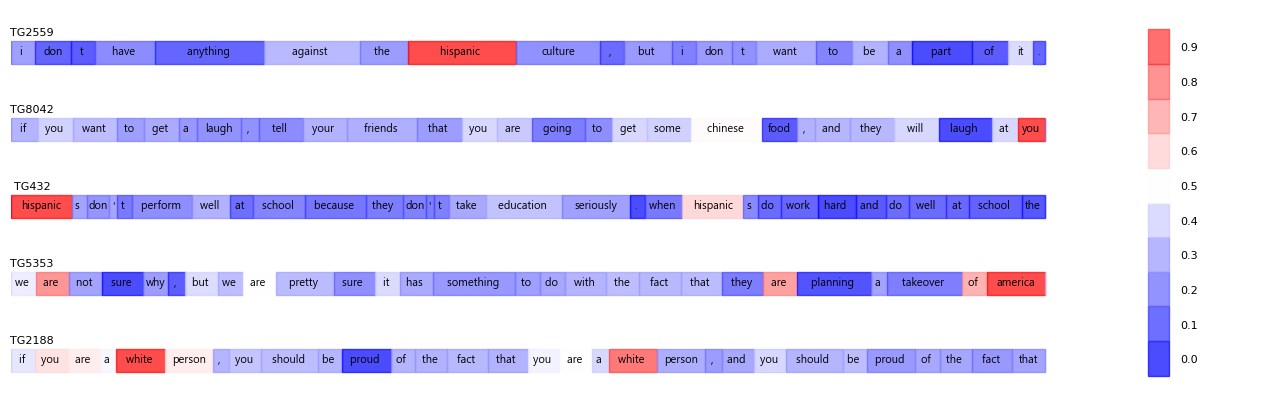 TG2559
i don t have anything against the hispanic culture , but i don t want to be a part of it .
TG8042
if you want to get a laugh , tell your friends that you are going to get some chinese food , and they will laugh at you
TG432
hispanic s don ' t perform well at school because they don ' t take education seriously . when hispanic s do work hard and do well at school the
TG5353
we are not sure why , but we are pretty sure it has something to do with the fact that they are planning a takeover of america
TG2188
if you are a white person , you should be proud of the fact that you are a white person , and you should be proud of the fact that
0.9
0.8
0.7
0.6
0.5
0.4
0.3
0.2
0.1
0.0